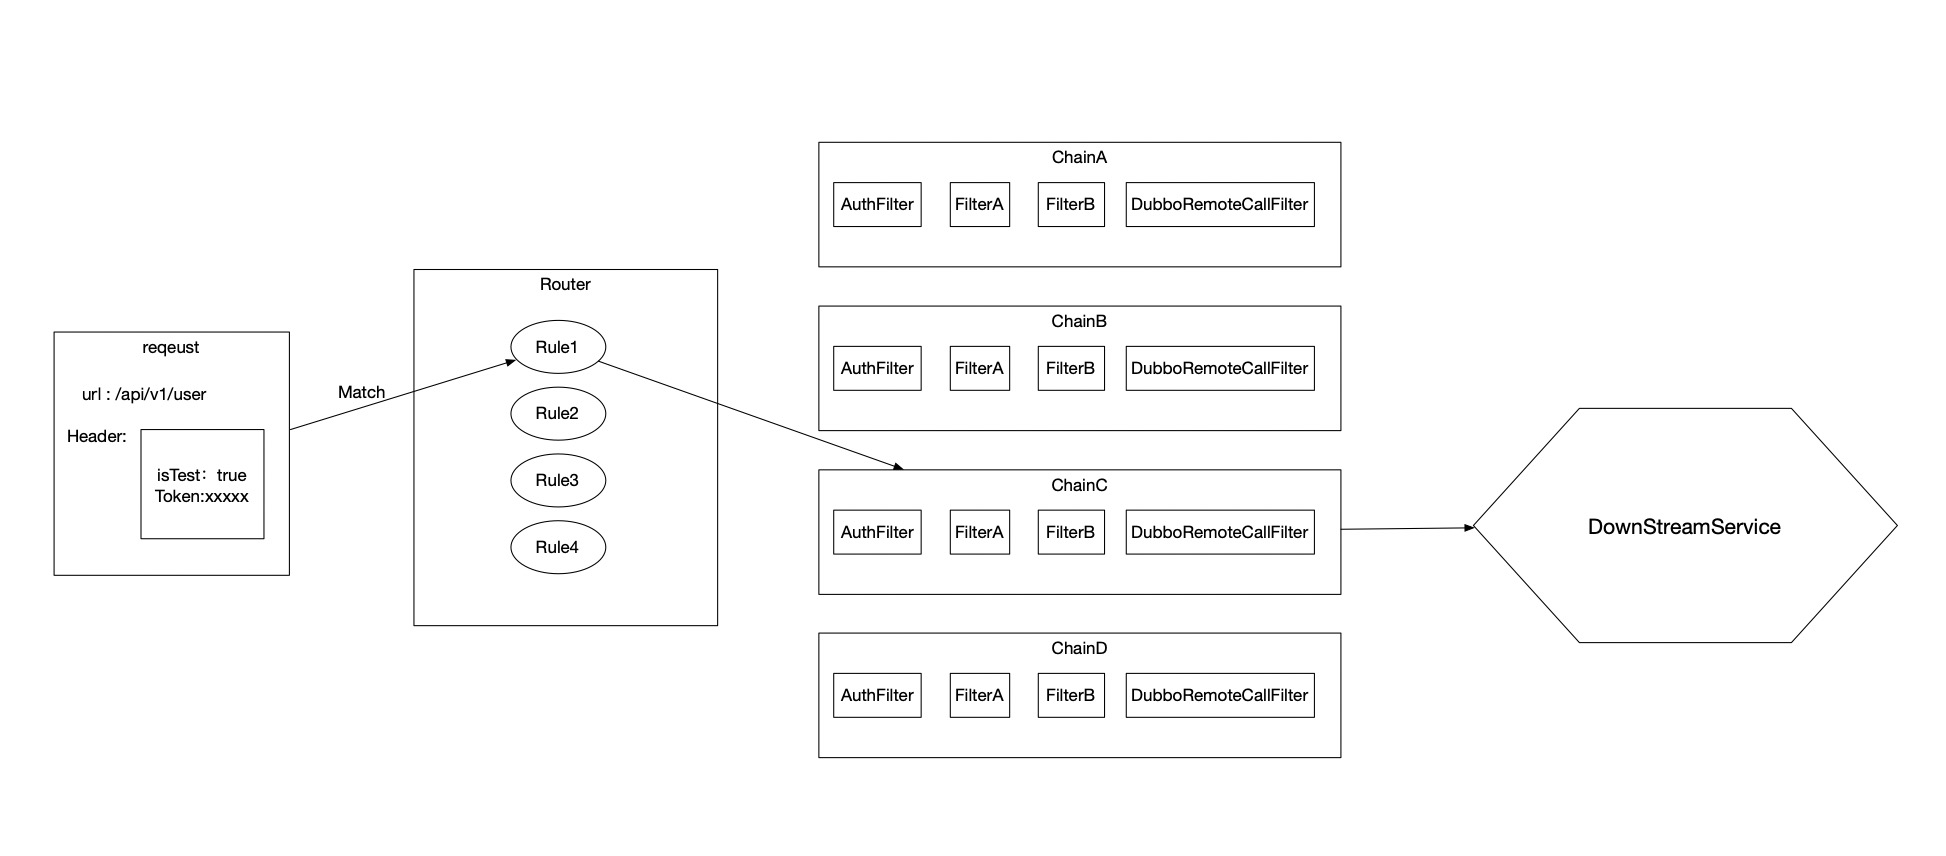 reqeust
url : /api/v1/user
Header:
isTest：true
Token:xxxxx
Match
Router
Rule1
Rule2
Rule3
Rule4
ChainA
AuthFilter FilterA FilterB DubboRemoteCallFilter
ChainB
AuthFilter FilterA FilterB DubboRemoteCallFilter
ChainC
AuthFilter FilterA FilterB DubboRemoteCallFilter
ChainD
AuthFilter FilterA FilterB DubboRemoteCallFilter
DownStreamService